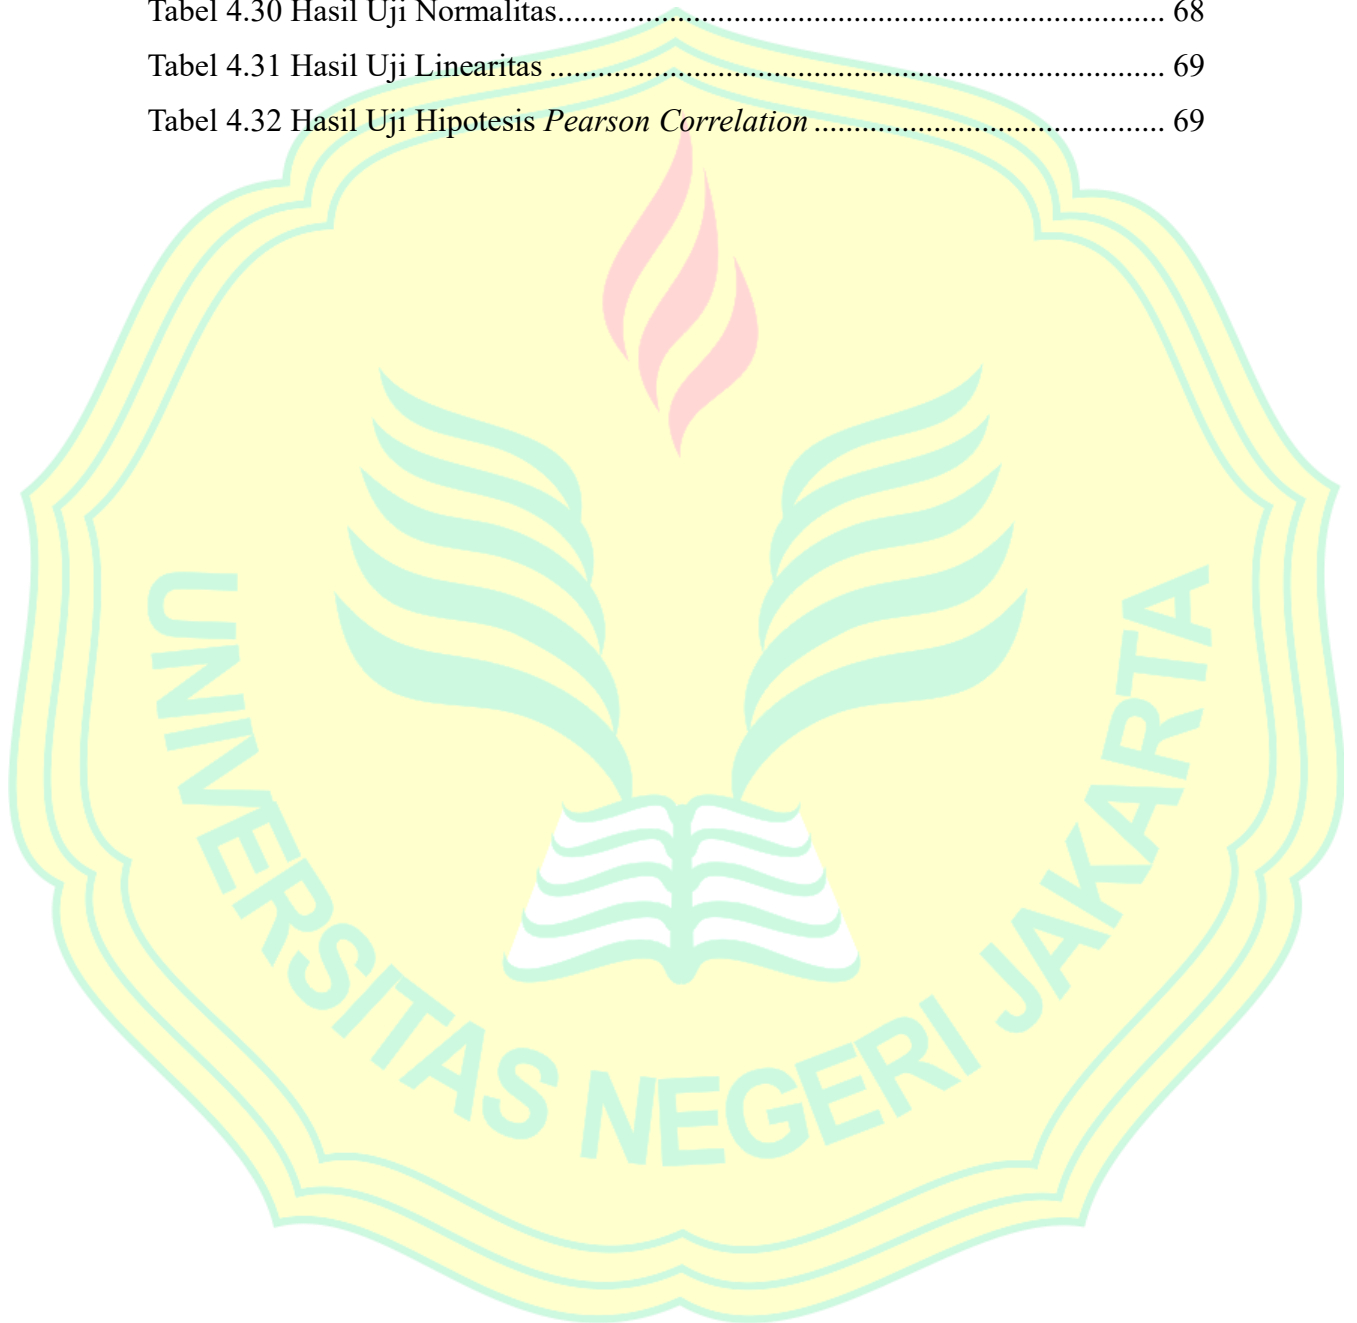 Tabel 4.30 Hasil Uji Normalitas........................................................................... 68
Tabel 4.31 Hasil Uji Linearitas ............................................................................ 69
Tabel 4.32 Hasil Uji Hipotesis Pearson Correlation ........................................... 69
UNIVERSITAS NEGERI JAKARTA